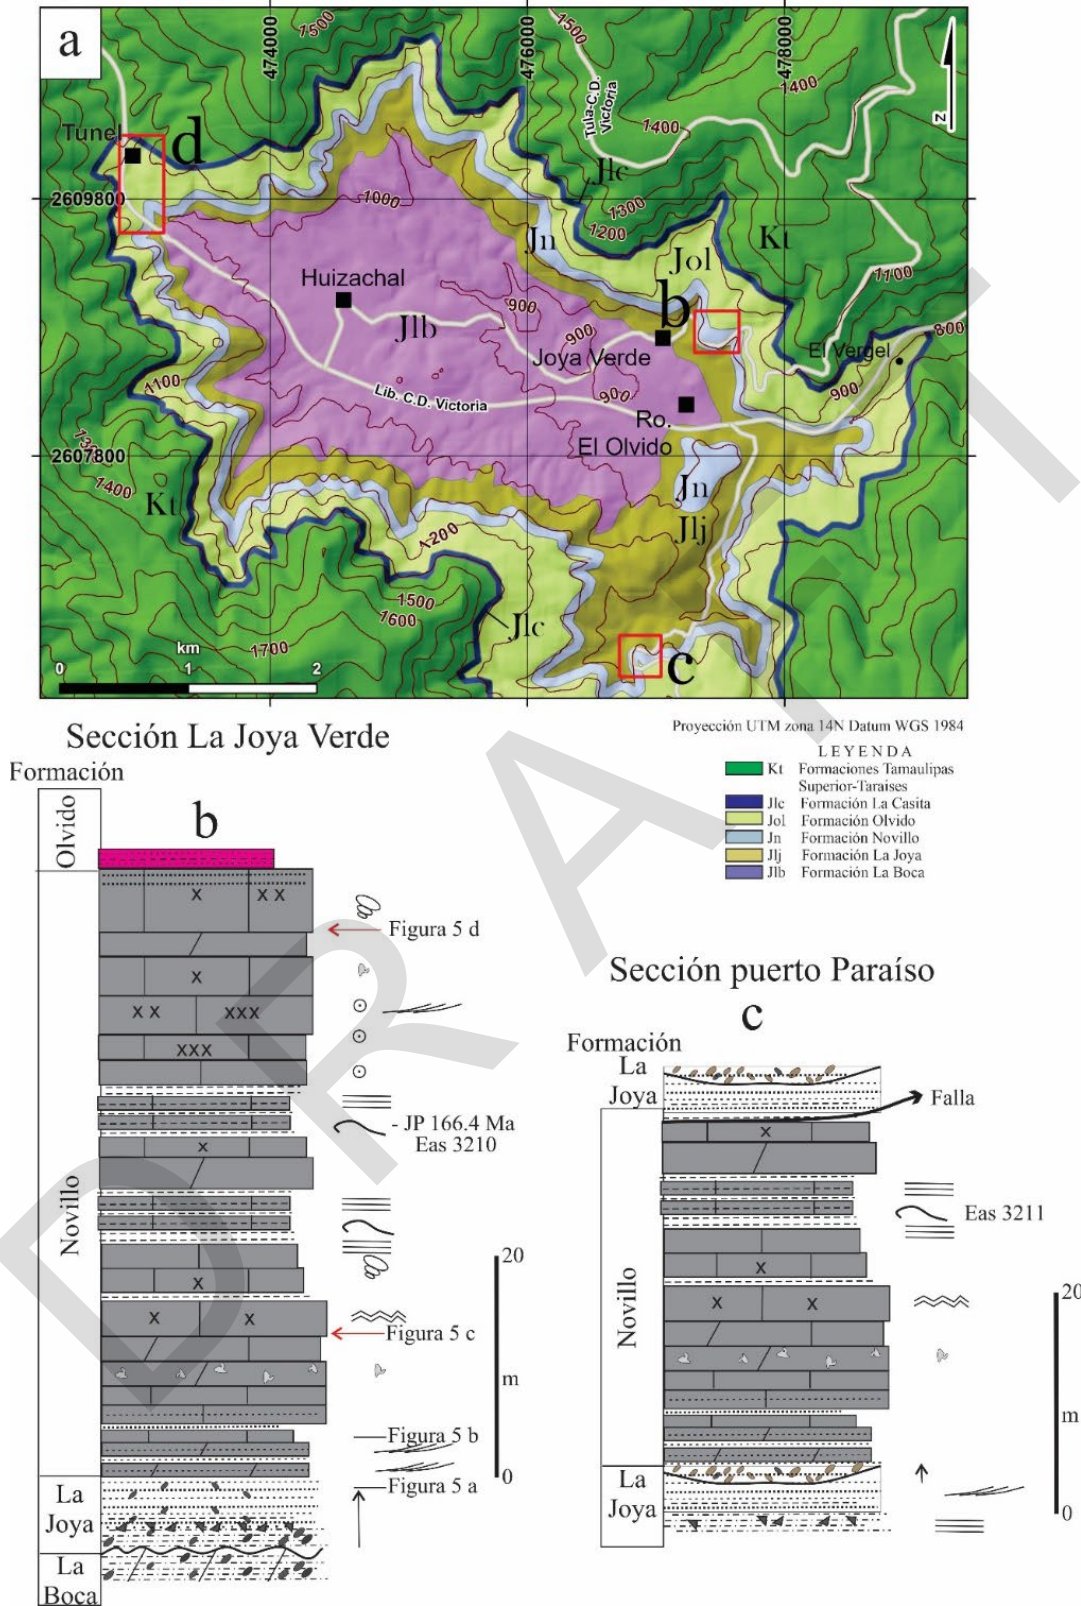 a
1500
474000
476000
1500
478000
1400
N
Tunel
d
Tula-C.D.
Victoria
1400
Jlc
2609800
1000
1300
1200
Jn
Kt
Jol
1100
Huizachal
900
b
Jlb
900
800
Joya Verde
El Vergel
1100
900
900
Lib. C.D. Victoria
Ro.
El Olvido
2607800
1400
Kt
Jn
Jlj
1200
1500
1600
Jlc
1700
km
0 1 2
c
Proyección UTM zona 14N Datum WGS 1984
LEYENDA
Kt Formaciones Tamaulipas
Superior-Taraises
Jlc Formación La Casita
Jol Formación Olvido
Jn Formación Novillo
Jlj Formación La Joya
Jlb Formación La Boca
Sección La Joya Verde
Formación
b
Olvido
x x x
Figura 5 d
x
x x xxx
xxx
- JP 166.4 Ma
Eas 3210
x
Novillo
20
x
x x
Figura 5 c
m
Figura 5 b
0
Figura 5 a
La
Joya
La
Boca
Sección puerto Paraíso
c
Formación
La
Joya
Falla
x
Eas 3211
x
20
x x
Novillo
m
La
Joya
0
DRAFT